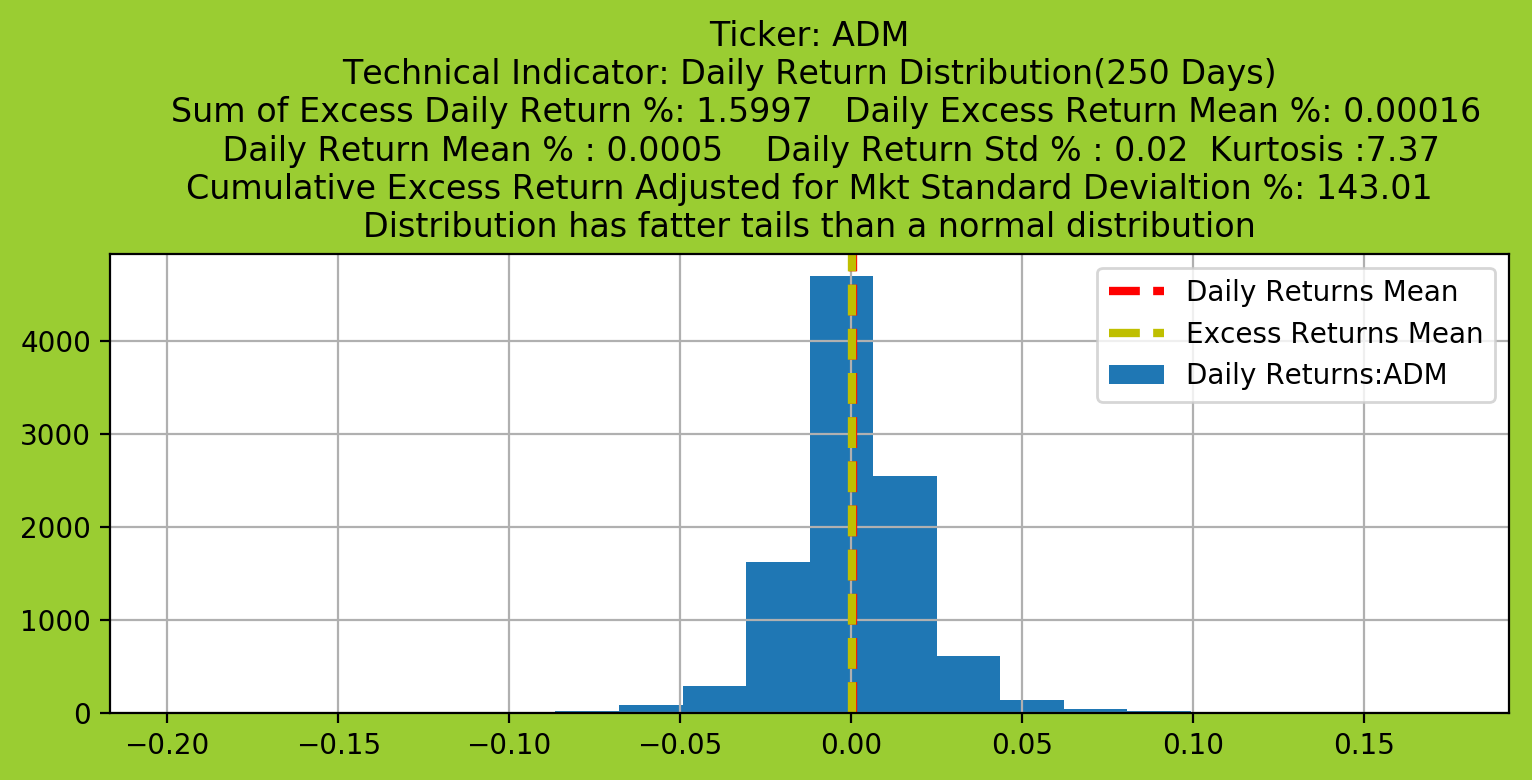 Ticker: ADM
Technical Indicator: Daily Return Distribution(250 Days)
Sum of Excess Daily Return %: 1.5997   Daily Excess Return Mean %: 0.00016
Daily Return Mean % : 0.0005    Daily Return Std % : 0.02  Kurtosis :7.37
Cumulative Excess Return Adjusted for Mkt Standard Devialtion %: 143.01
Distribution has fatter tails than a normal distribution
Daily Returns Mean
Excess Returns Mean
Daily Returns:ADM
4000
3000
2000
1000
0
−0.20 −0.15 −0.10 −0.05 0.00 0.05 0.10 0.15